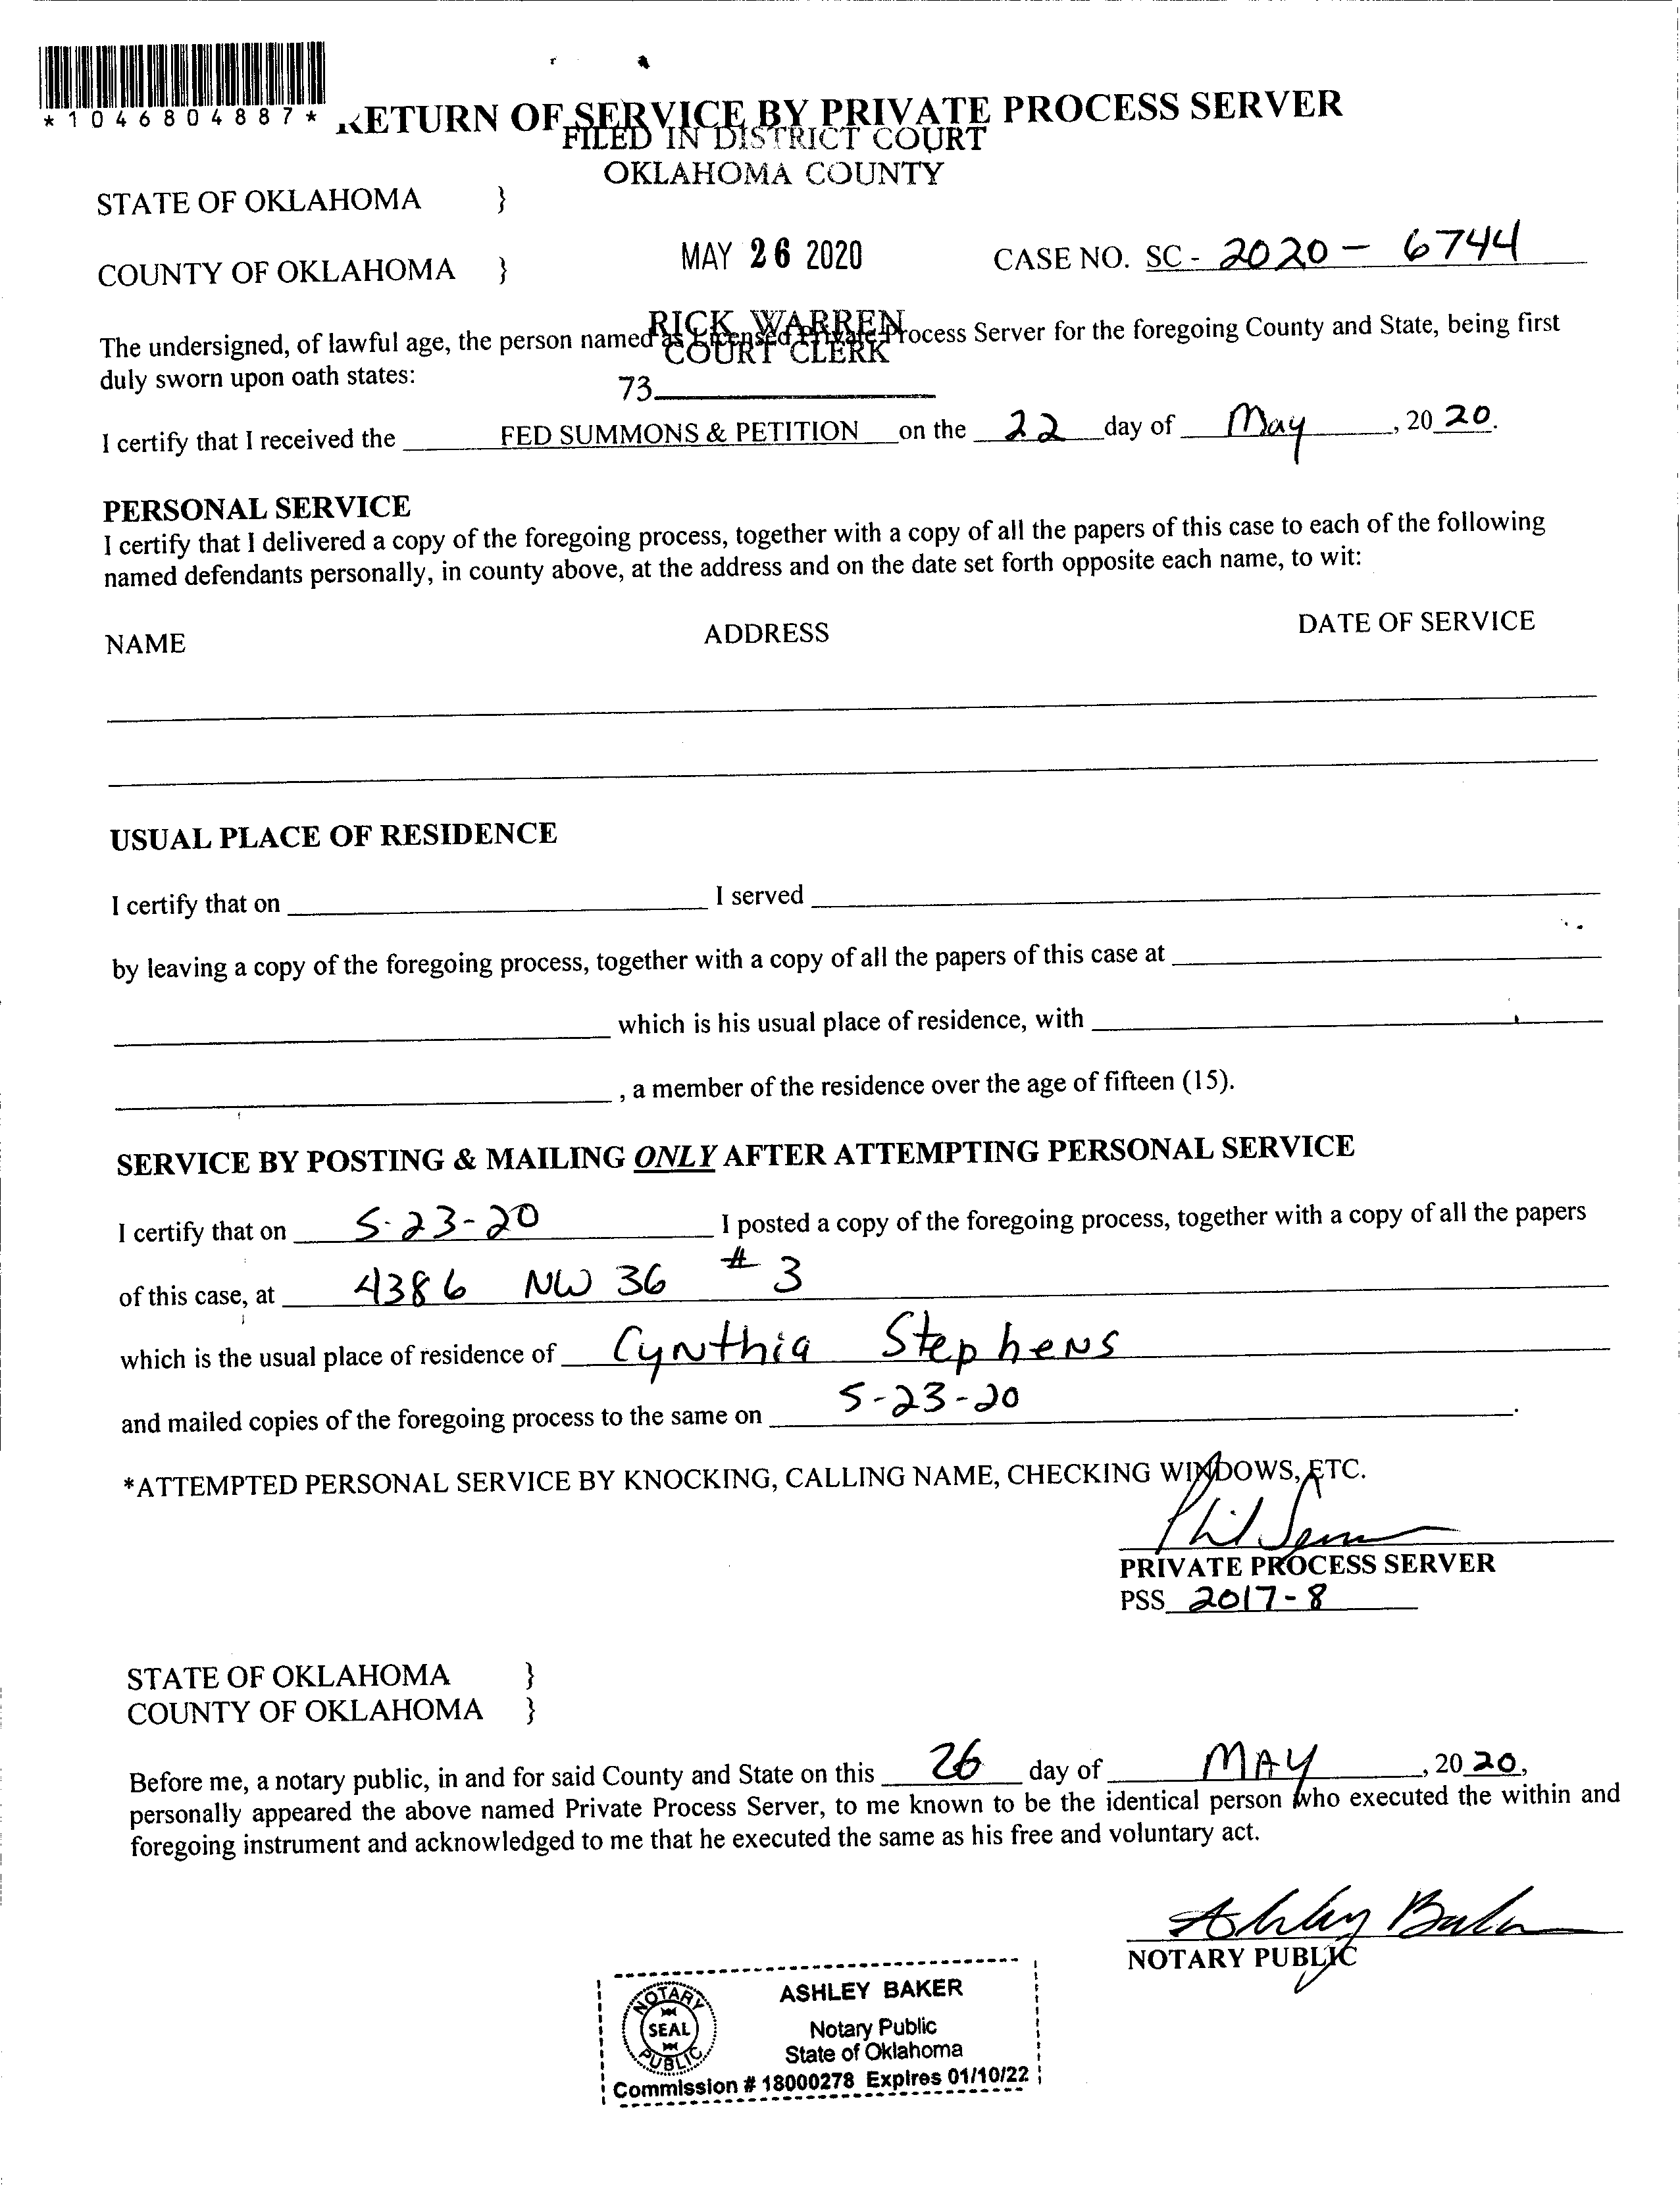 *1046804887*
RETURN OF SERVICE BY PRIVATE PROCESS SERVER
FILED IN DISTRICT COURT
OKLAHOMA COUNTY
STATE OF OKLAHOMA }
MAY 26 2020 CASE NO. SC - 2020 - 6744
COUNTY OF OKLAHOMA }
RICK WARREN
COURT CLERK
The undersigned, of lawful age, the person named as Licensed Private Process Server for the foregoing County and State, being first
duly sworn upon oath states:
73
I certify that I received the FED SUMMONS & PETITION on the 22 day of May, 20 20.
PERSONAL SERVICE
I certify that I delivered a copy of the foregoing process, together with a copy of all the papers of this case to each of the following
named defendants personally, in county above, at the address and on the date set forth opposite each name, to wit:
NAME ADDRESS DATE OF SERVICE
USUAL PLACE OF RESIDENCE
I certify that on I served
by leaving a copy of the foregoing process, together with a copy of all the papers of this case at
which is his usual place of residence, with
, a member of the residence over the age of fifteen (15).
SERVICE BY POSTING & MAILING ONLY AFTER ATTEMPTING PERSONAL SERVICE
I certify that on 5-23-20 I posted a copy of the foregoing process, together with a copy of all the papers
of this case, at 4386 NW 36 # 3
which is the usual place of residence of Cynthia Stephens
and mailed copies of the foregoing process to the same on 5-23-20.
*ATTEMPTED PERSONAL SERVICE BY KNOCKING, CALLING NAME, CHECKING WINDOWS, ETC.
Phil
PRIVATE PROCESS SERVER
PSS 2017-8
STATE OF OKLAHOMA }
COUNTY OF OKLAHOMA }
Before me, a notary public, in and for said County and State on this 26 day of MAY, 20 20,
personally appeared the above named Private Process Server, to me known to be the identical person who executed the within and
foregoing instrument and acknowledged to me that he executed the same as his free and voluntary act.
Ashley Baker
NOTARY PUBLIC
NOTARY PUBLIC SEAL
ASHLEY BAKER
Notary Public
State of Oklahoma
Commission # 18000278 Expires 01/10/22